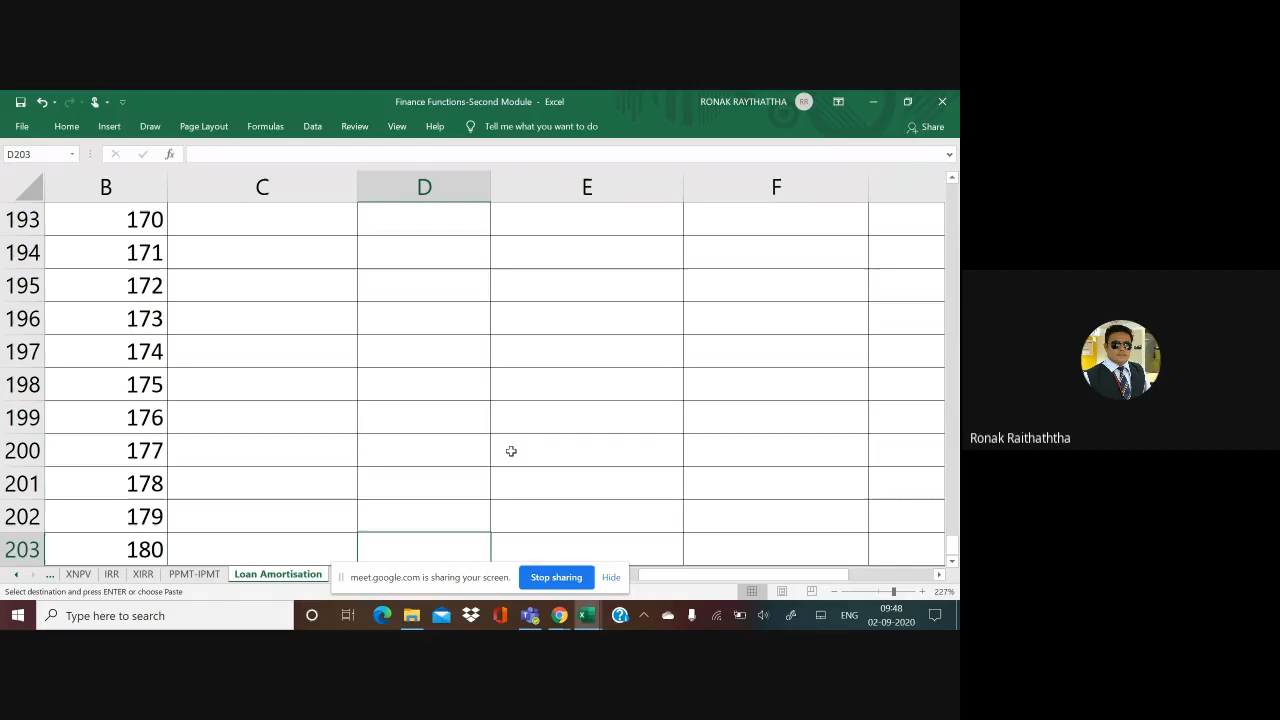 Finance Functions-Second Module - Excel
RONAK RAYTHATTHA RR
File Home Insert Draw Page Layout Formulas Data Review View Help Tell me what you want to do Share
D203 fx
B C D E F
193 170
194 171
195 172
196 173
197 174
198 175
199 176
200 177
201 178
202 179
203 180
Ronak Raithaththa
... XNPV IRR XIRR PPMT-IPMT Loan Amortisation
meet.google.com is sharing your screen. Stop sharing Hide
Select destination and press ENTER or choose Paste
227%
Type here to search
ENG
09:48
02-09-2020